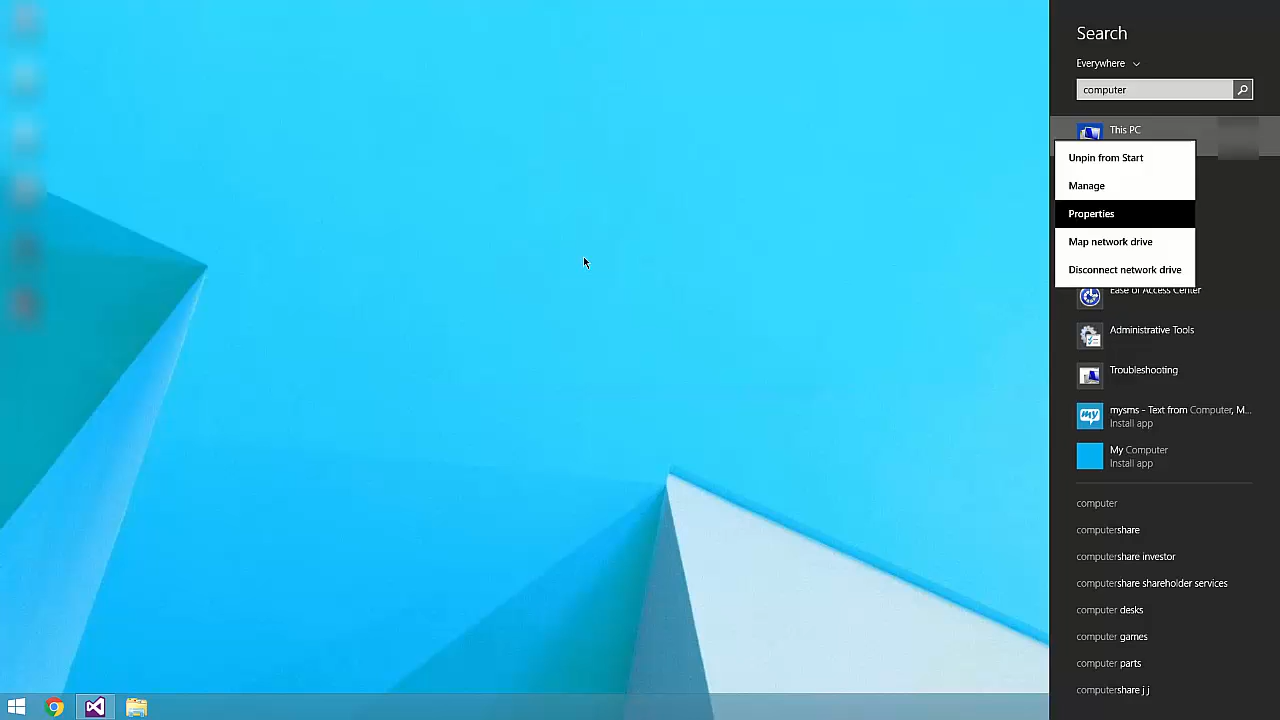 Search
Everywhere
computer
This PC
Unpin from Start
Manage
Properties
Map network drive
Disconnect network drive
Ease of Access Center
Administrative Tools
Troubleshooting
mysms - Text from Computer, M...
Install app
My Computer
Install app
computer
computershare
computershare investor
computershare shareholder services
computer desks
computer games
computer parts
computershare j j